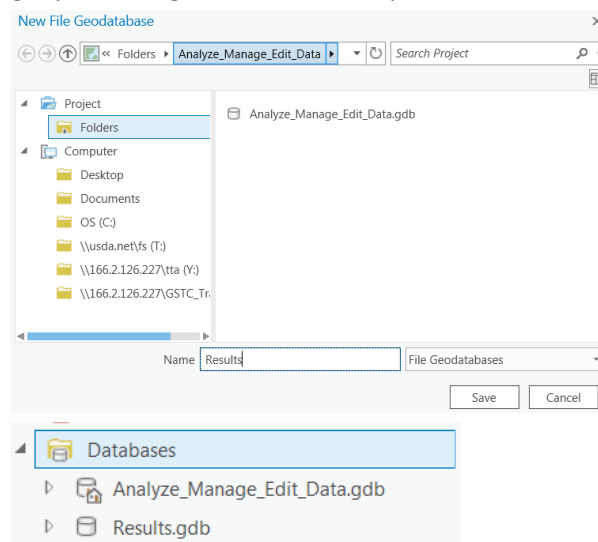 New File Geodatabase
« Folders Analyze_Manage_Edit_Data Search Project
Project
Analyze_Manage_Edit_Data.gdb
Folders
Computer
Desktop
Documents
OS (C:)
\\usda.net\fs (T:)
\\166.2.126.227\tta (Y:)
\\166.2.126.227\GSTC_Tr
Name Results File Geodatabases
Save Cancel
Databases
Analyze_Manage_Edit_Data.gdb
Results.gdb